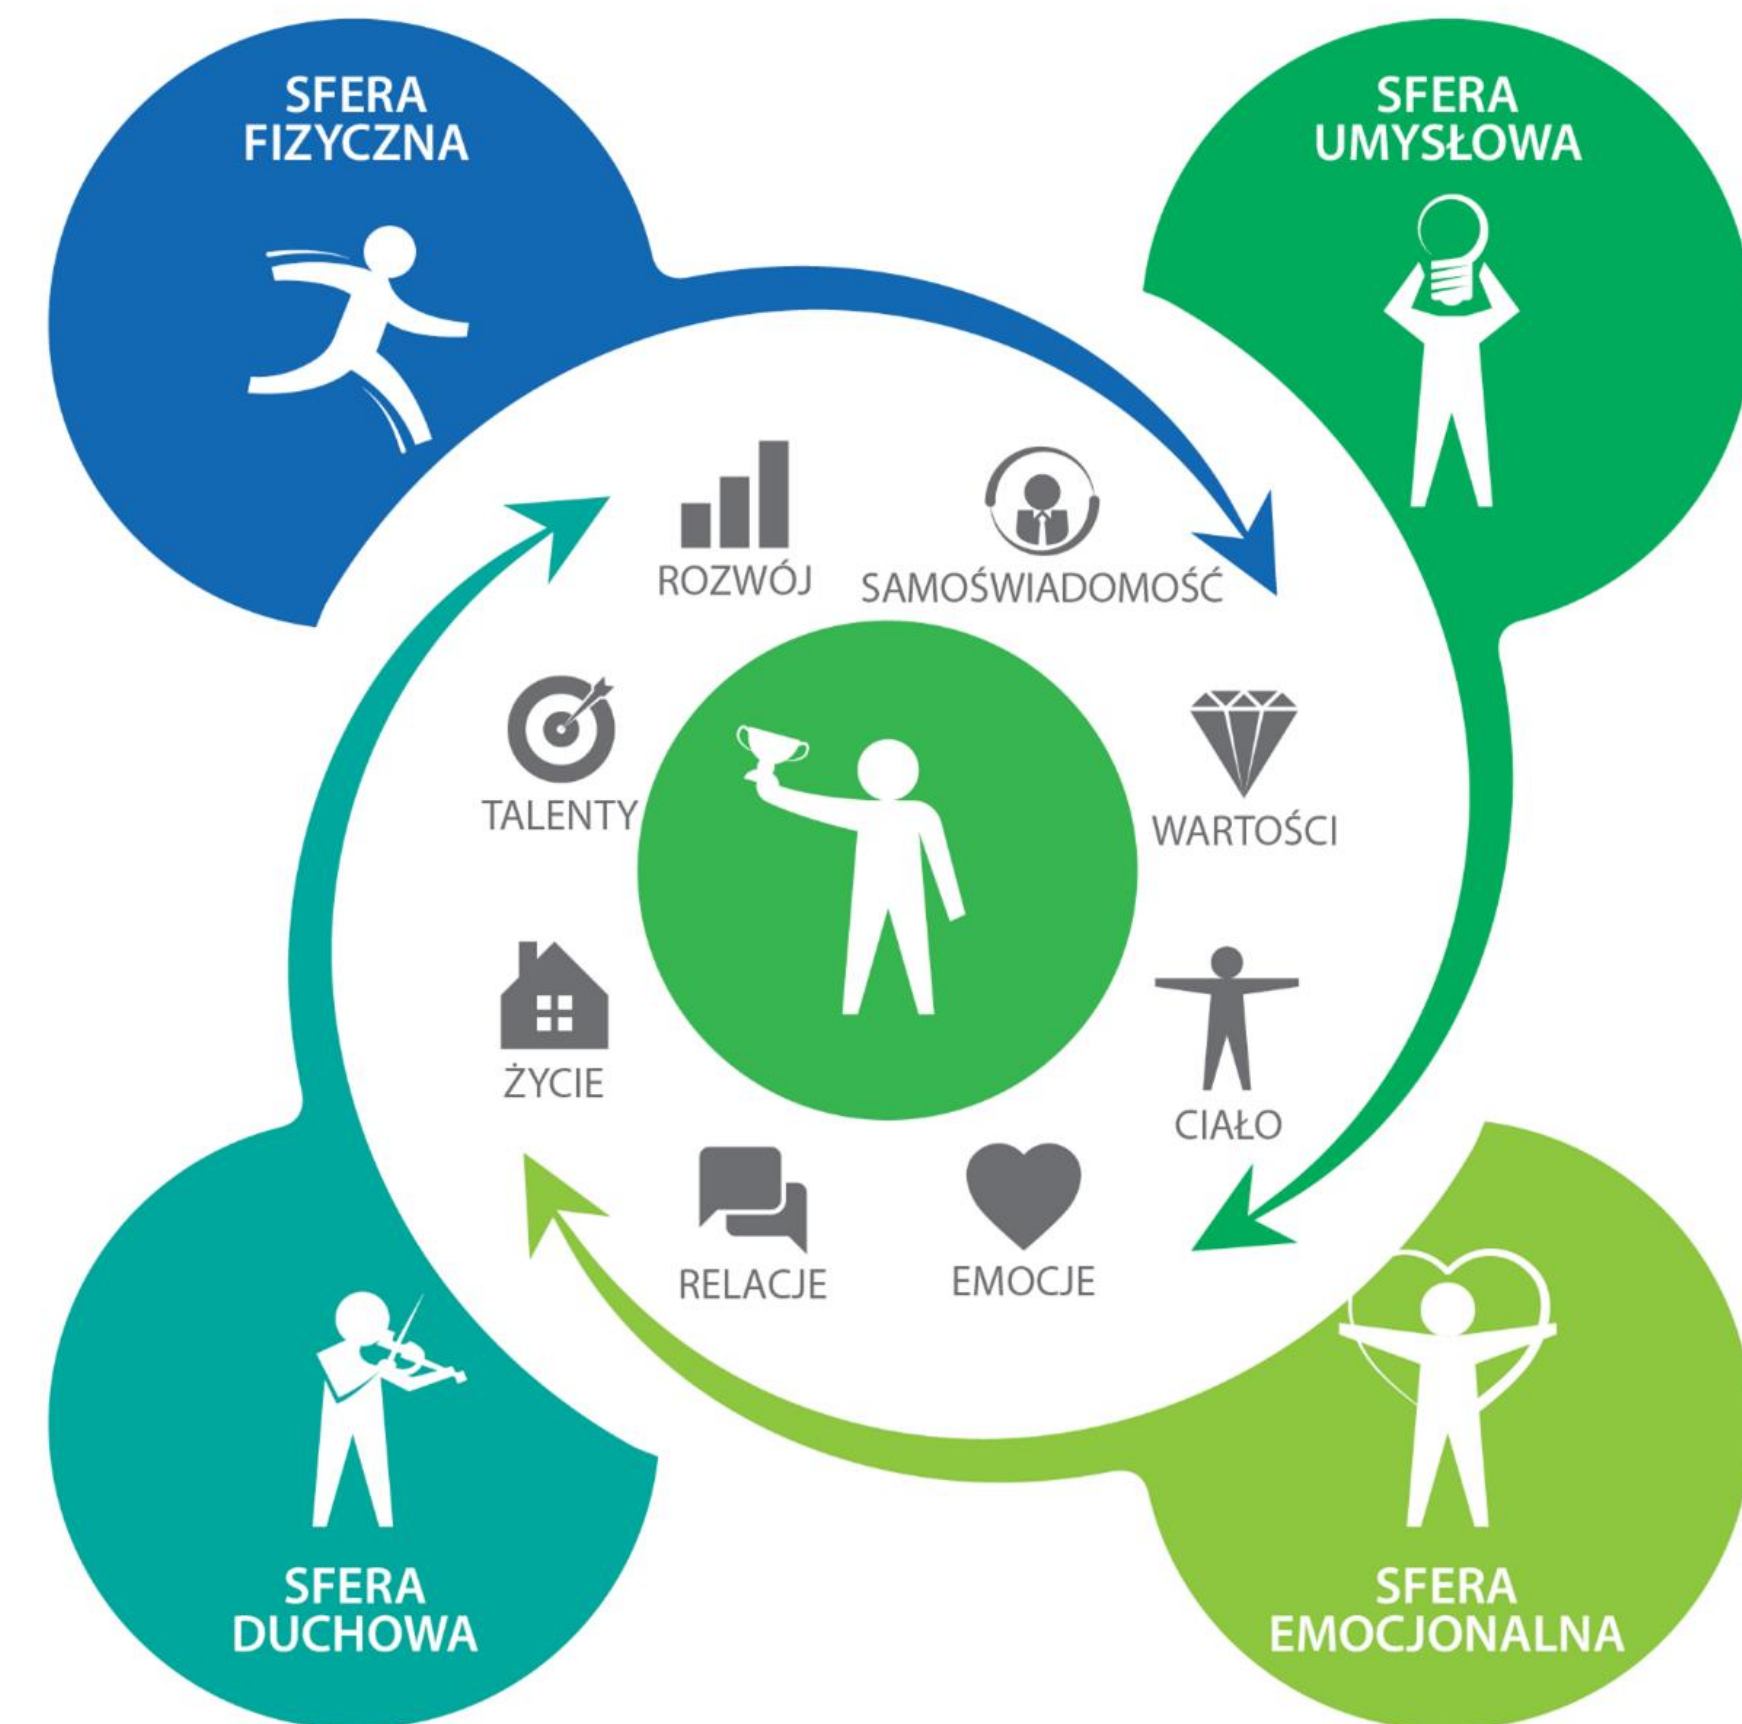 SFERA
FIZYCZNA
SFERA
UMYSŁOWA
ROZWÓJ
SAMOŚWIADOMOŚĆ
TALENTY
WARTOŚCI
ŻYCIE
CIAŁO
RELACJE
EMOCJE
SFERA
DUCHOWA
SFERA
EMOCJONALNA